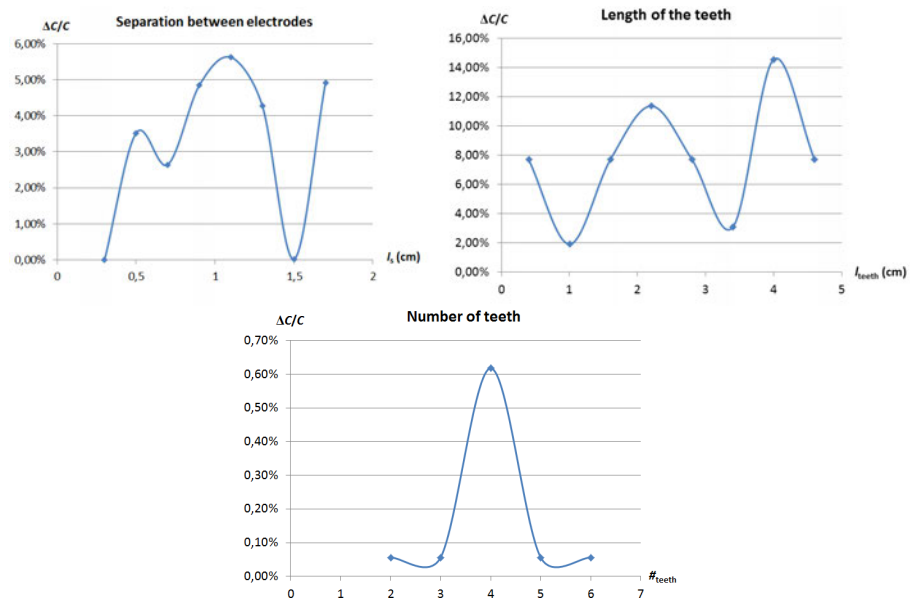 Separation between electrodes
ΔC/C
6,00%
5,00%
4,00%
3,00%
2,00%
1,00%
0,00%
0 0,5 1 1,5 2
ls (cm)
Length of the teeth
ΔC/C
16,00%
14,00%
12,00%
10,00%
8,00%
6,00%
4,00%
2,00%
0,00%
0 1 2 3 4 5
lteeth (cm)
Number of teeth
ΔC/C
0,70%
0,60%
0,50%
0,40%
0,30%
0,20%
0,10%
0,00%
0 1 2 3 4 5 6 7
#teeth